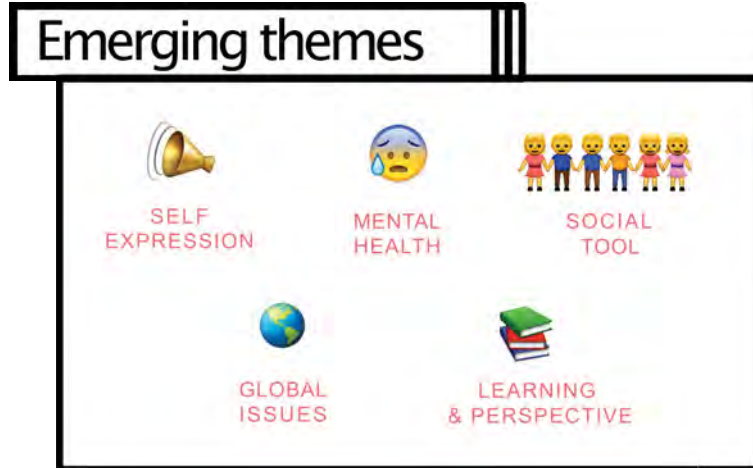 Emerging themes
SELF
EXPRESSION
MENTAL
HEALTH
SOCIAL
TOOL
GLOBAL
ISSUES
LEARNING
& PERSPECTIVE